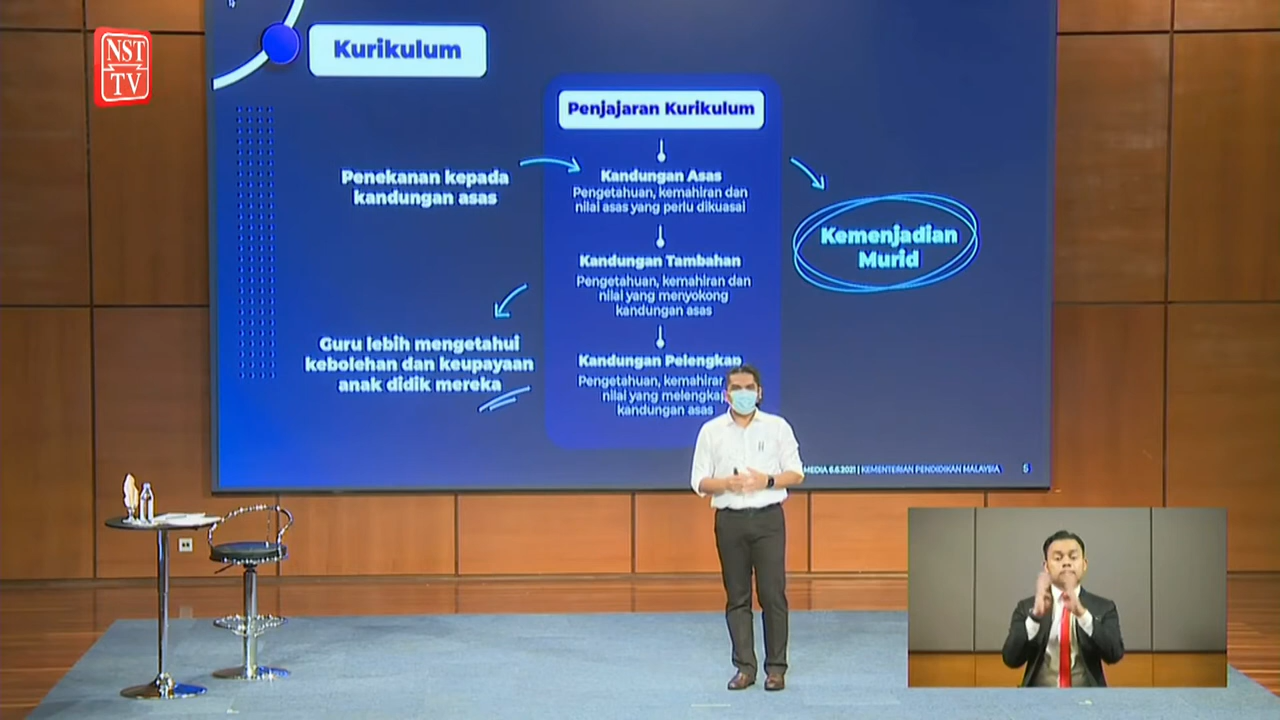 NST
TV
Kurikulum
Penjajaran Kurikulum
Penekanan kepada
kandungan asas
Kandungan Asas
Pengetahuan, kemahiran dan
nilai asas yang perlu dikuasai
Kemenjadian
Murid
Kandungan Tambahan
Pengetahuan, kemahiran dan
nilai yang menyokong
kandungan asas
Guru lebih mengetahui
kebolehan dan keupayaan
anak didik mereka
Kandungan Pelengkap
Pengetahuan, kemahiran
nilai yang melengkap
kandungan asas
MEDIA 6.6.2021 | KEMENTERIAN PENDIDIKAN MALAYSIA 5